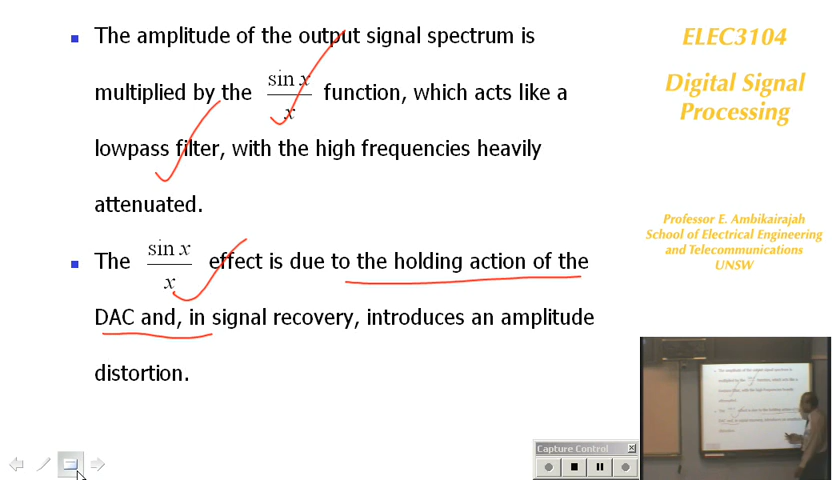 The amplitude of the output signal spectrum is
multiplied by the sin x / x function, which acts like a
lowpass filter, with the high frequencies heavily
attenuated.
The sin x / x effect is due to the holding action of the
DAC and, in signal recovery, introduces an amplitude
distortion.
ELEC3104
Digital Signal
Processing
Professor E. Ambikairajah
School of Electrical Engineering
and Telecommunications
UNSW
Capture Control